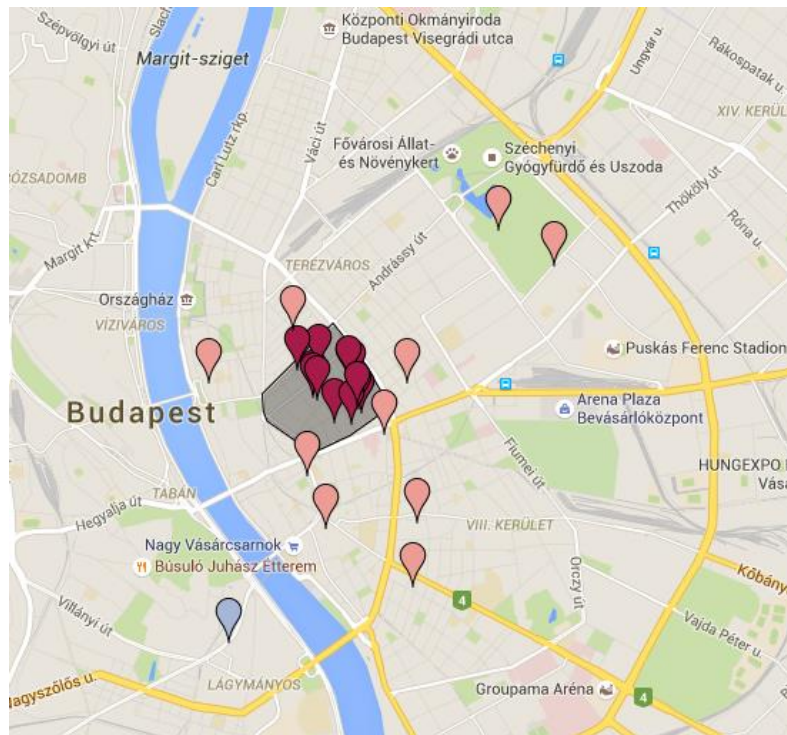 Szépvölgyi út
Slach
Központi Okmányiroda
Budapest Visegrádi utca
Margit-sziget
Carl Lutz rkp.
Váci út
Ungvár u.
Rákospatak u.
XIV. KERÜL
Fővárosi Állat-
és Növénykert
Széchenyi
Gyógyfürdő és Uszoda
RÓZSADOMB
Thököly út
Róna u.
Margit krt.
Andrássy út
TERÉZVÁROS
Országház
VÍZIVÁROS
Puskás Ferenc Stadion
Budapest
Arena Plaza
Bevásárlóközpont
Fiumei út
HUNGEXPO
Vásá
TABÁN
Hegyalja út
VIII. KERÜLET
Nagy Vásárcsarnok
Búsuló Juhász Étterem
Orczy út
Kőbány
Villányi út
4
Vajda Péter u.
LÁGYMÁNYOS
Nagyszőlős u.
Groupama Aréna
4